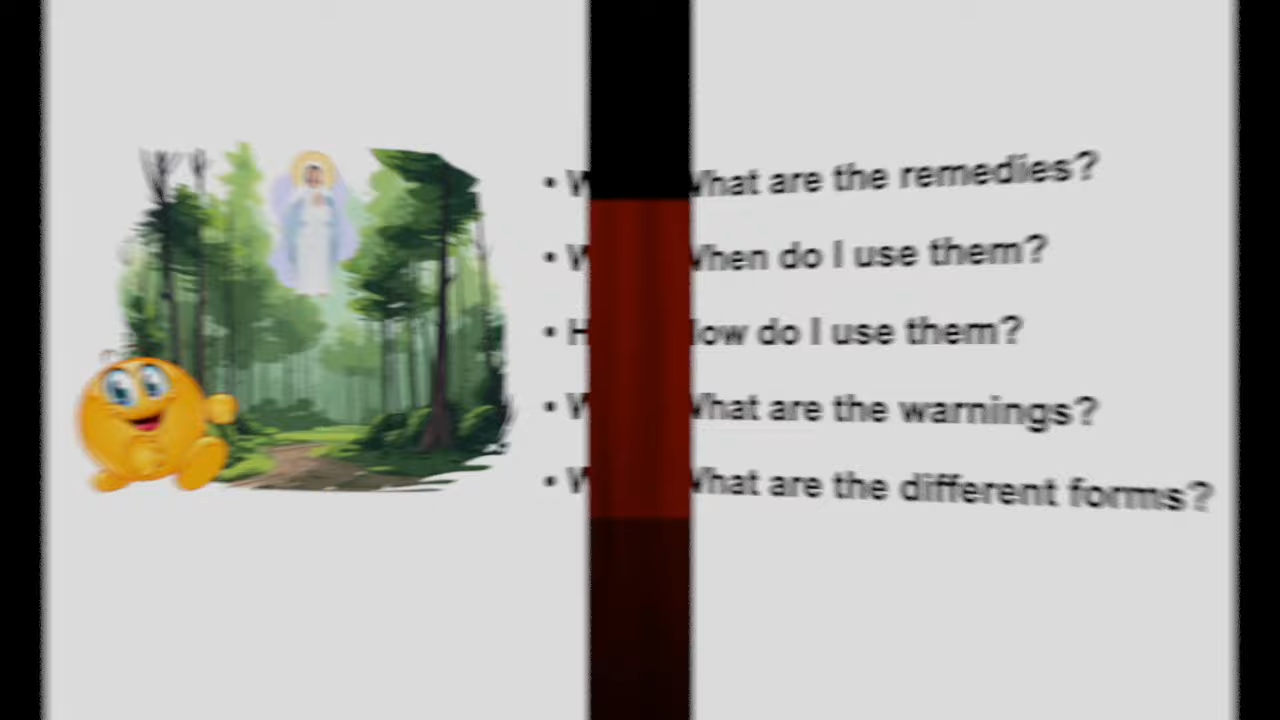 • What are the remedies?
• When do I use them?
• How do I use them?
• What are the warnings?
• What are the different forms?